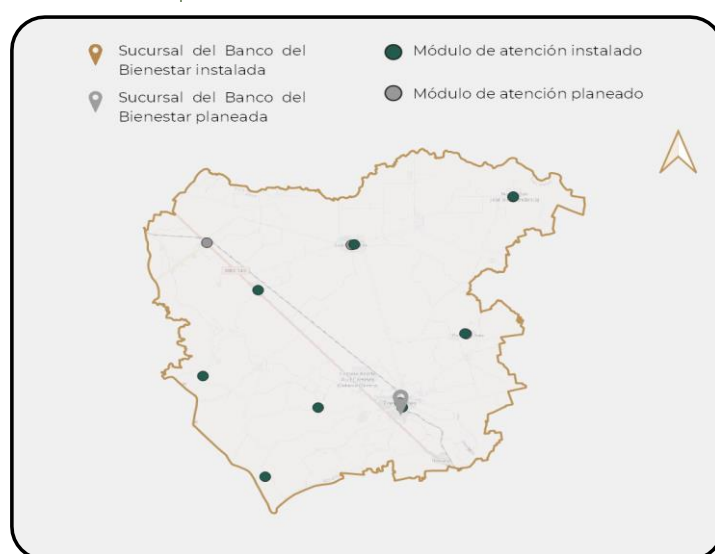 Sucursal del Banco del
Bienestar instalada
Sucursal del Banco del
Bienestar planeada
Módulo de atención instalado
Módulo de atención planeado